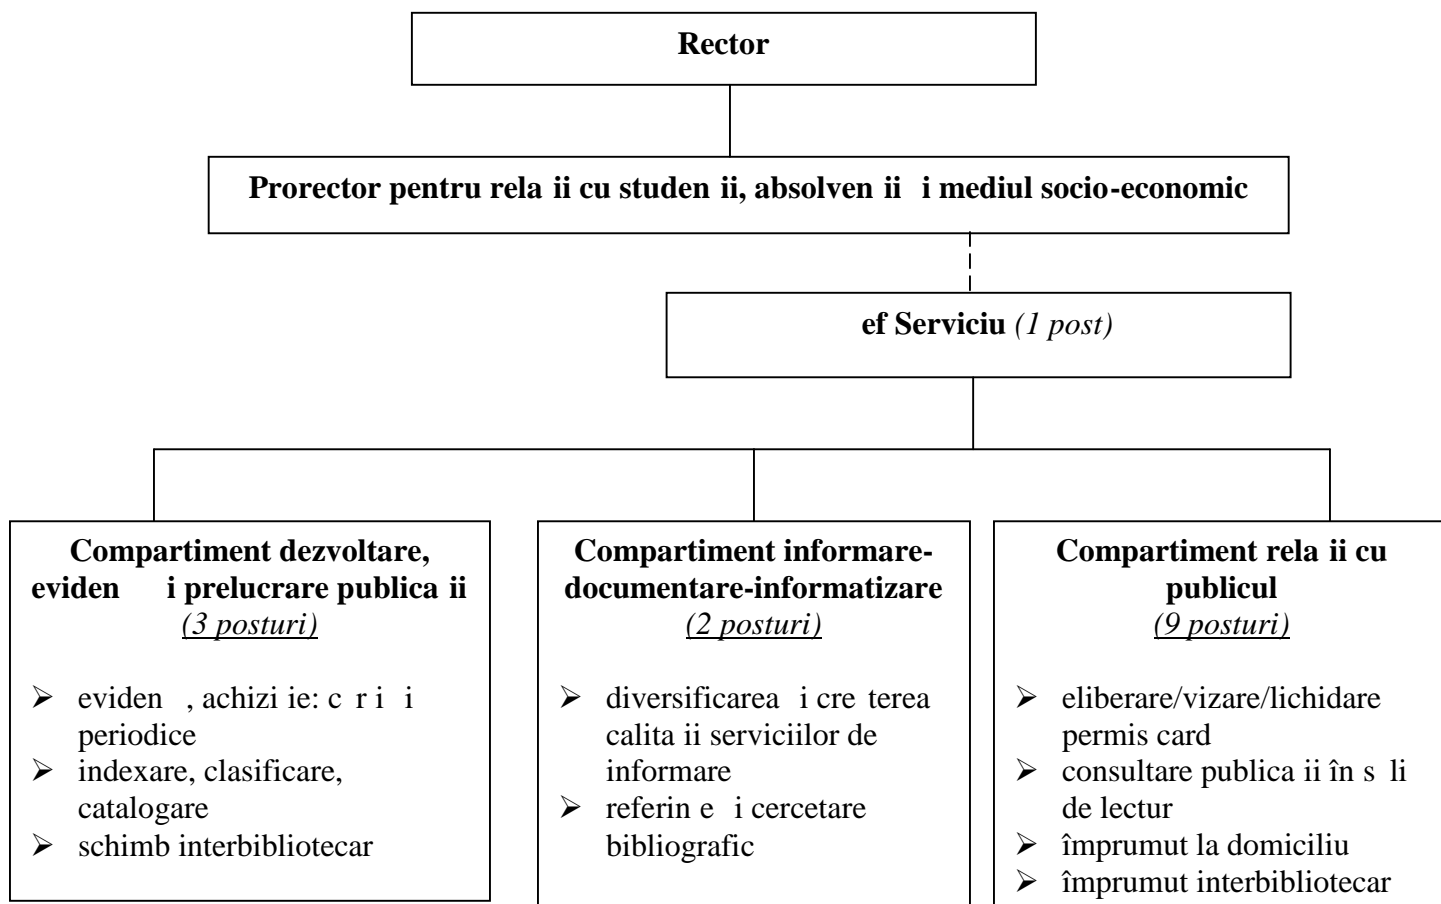 Rector
Prorector pentru rela ii cu studen ii, absolven ii i mediul socio-economic
ef Serviciu (1 post)
Compartiment dezvoltare,
eviden i prelucrare publica ii
(3 posturi)
➢ eviden , achizi ie: c r i i
periodice
➢ indexare, clasificare,
catalogare
➢ schimb interbibliotecar
Compartiment informare-
documentare-informatizare
(2 posturi)
➢ diversificarea i cre terea
calita ii serviciilor de
informare
➢ referin e i cercetare
bibliografic
Compartiment rela ii cu
publicul
(9 posturi)
➢ eliberare/vizare/lichidare
permis card
➢ consultare publica ii în s li
de lectur
➢ împrumut la domiciliu
➢ împrumut interbibliotecar